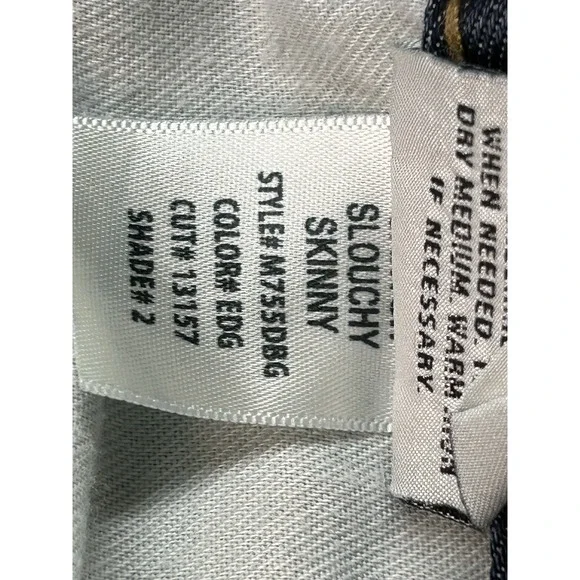 SLOUCHY
SKINNY
STYLE# M755DBG
COLOR# EDG
CUT# 13157
SHADE# 2
WHEN NEEDED.
DRY MEDIUM. WARM
IF NECESSARY.